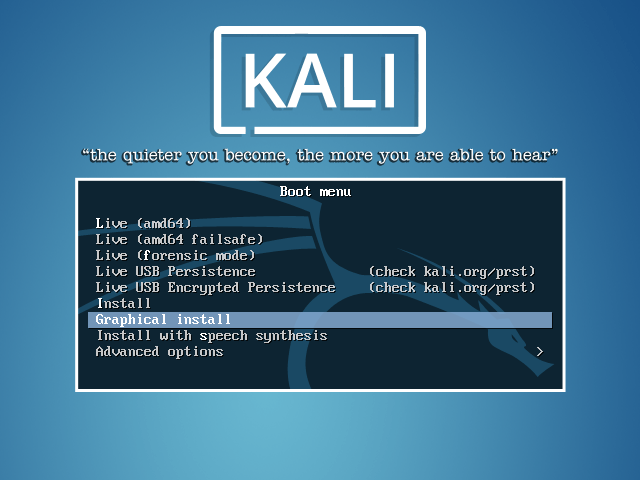 KALI
“the quieter you become, the more you are able to hear”
Boot menu
Live (amd64)
Live (amd64 failsafe)
Live (forensic mode)
Live USB Persistence (check kali.org/prst)
Live USB Encrypted Persistence (check kali.org/prst)
Install
Graphical install
Install with speech synthesis
Advanced options >